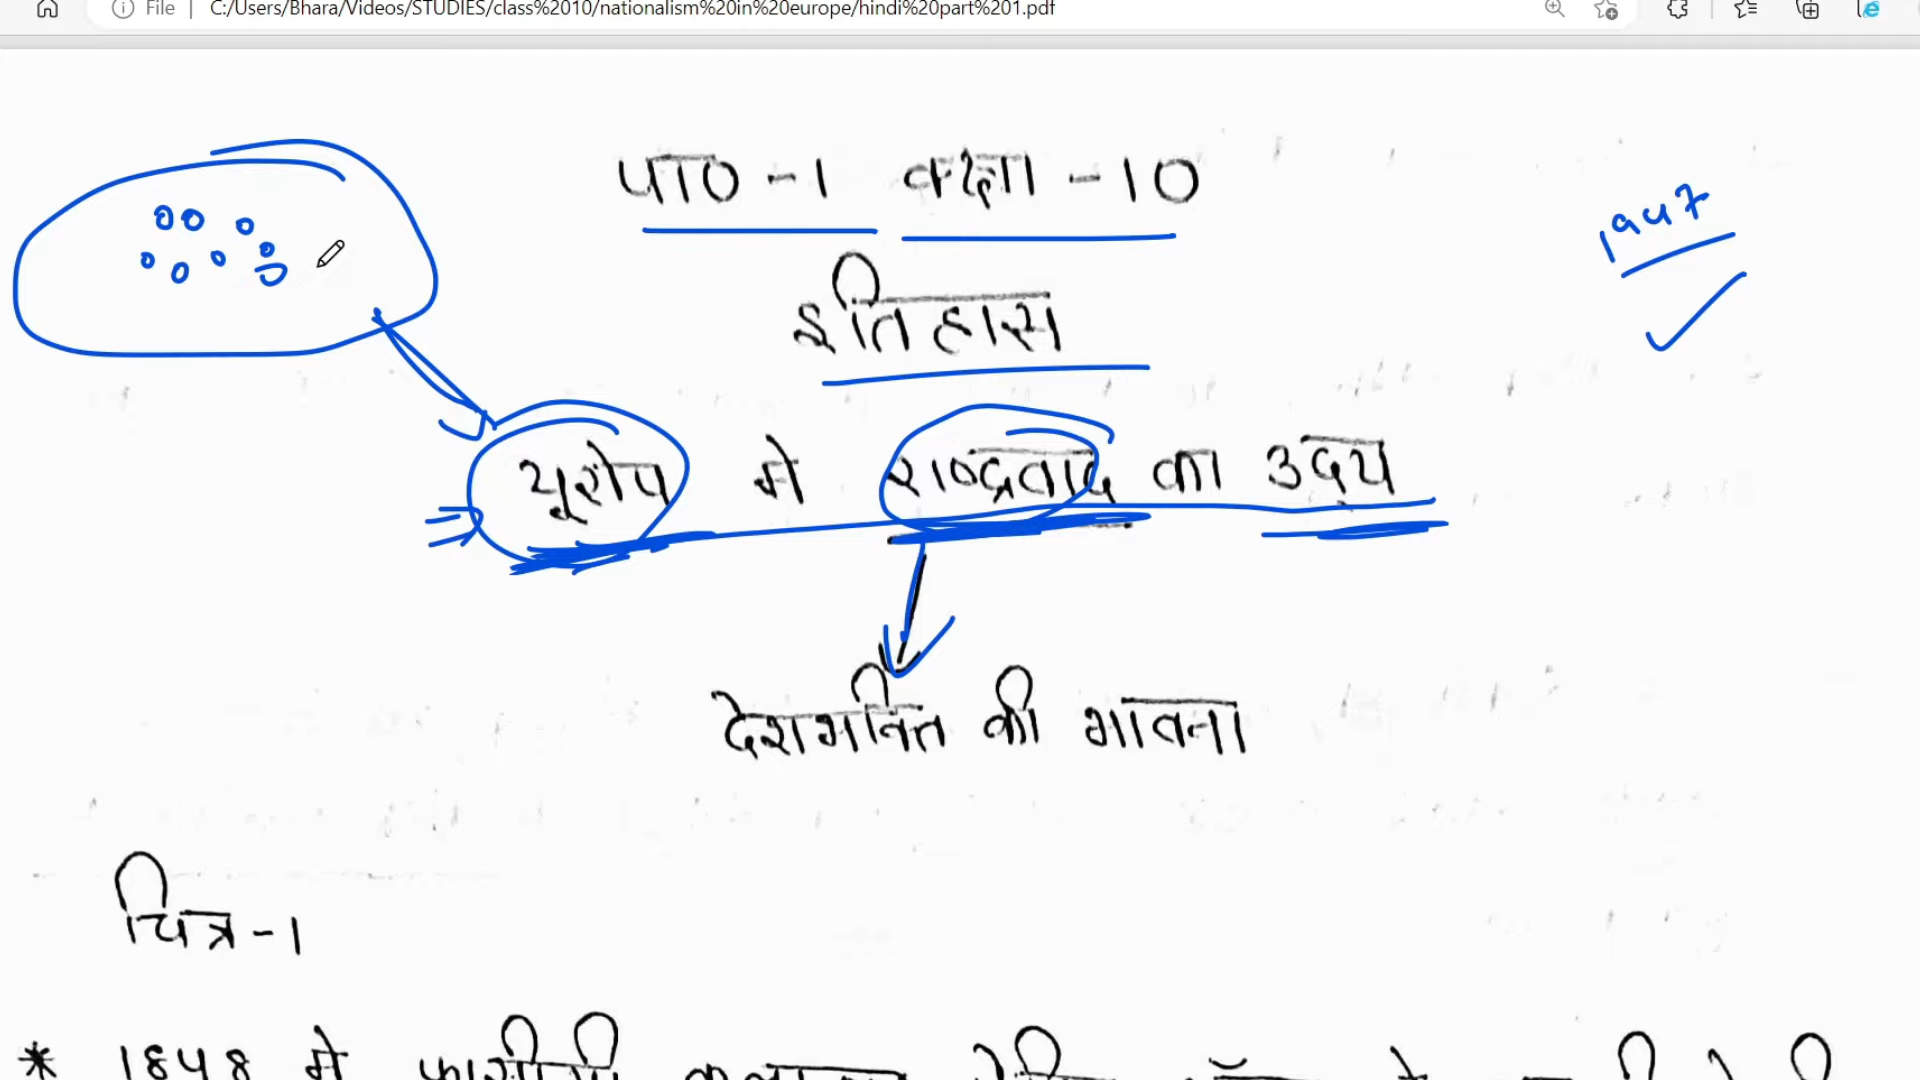 File | C:/Users/Bhara/Videos/STUDIES/class%2010/nationalism%20in%20europe/hindi%20part%201.pdf
पाठ-1 कक्षा-10
1947
इतिहास
यूरोप में राष्ट्रवाद का उदय
देशभक्ति की भावना
चित्र-1
* 1848 में